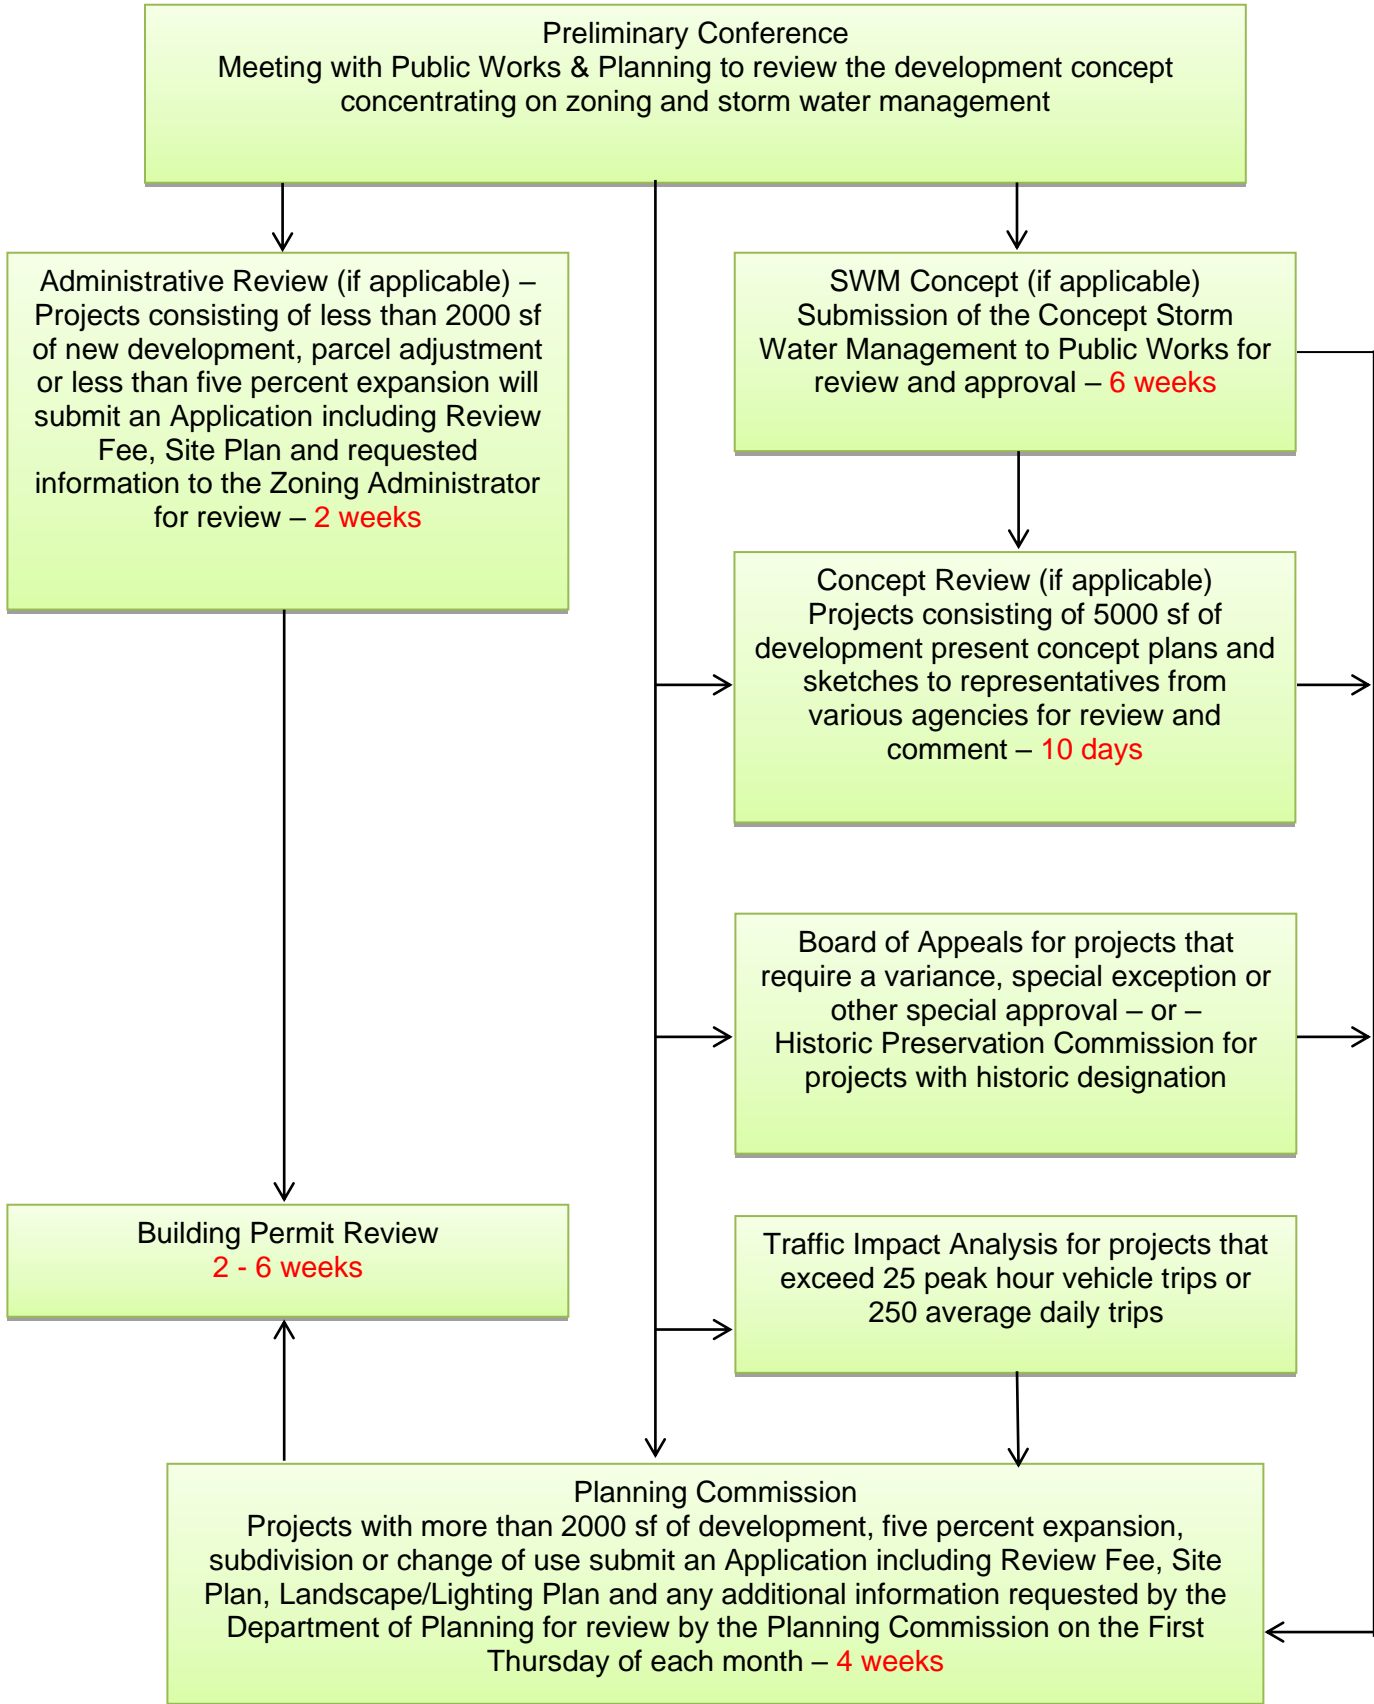 Preliminary Conference
Meeting with Public Works & Planning to review the development concept
concentrating on zoning and storm water management
Administrative Review (if applicable) –
Projects consisting of less than 2000 sf
of new development, parcel adjustment
or less than five percent expansion will
submit an Application including Review
Fee, Site Plan and requested
information to the Zoning Administrator
for review – 2 weeks
SWM Concept (if applicable)
Submission of the Concept Storm
Water Management to Public Works for
review and approval – 6 weeks
Concept Review (if applicable)
Projects consisting of 5000 sf of
development present concept plans and
sketches to representatives from
various agencies for review and
comment – 10 days
Board of Appeals for projects that
require a variance, special exception or
other special approval – or –
Historic Preservation Commission for
projects with historic designation
Building Permit Review
2 - 6 weeks
Traffic Impact Analysis for projects that
exceed 25 peak hour vehicle trips or
250 average daily trips
Planning Commission
Projects with more than 2000 sf of development, five percent expansion,
subdivision or change of use submit an Application including Review Fee, Site
Plan, Landscape/Lighting Plan and any additional information requested by the
Department of Planning for review by the Planning Commission on the First
Thursday of each month – 4 weeks